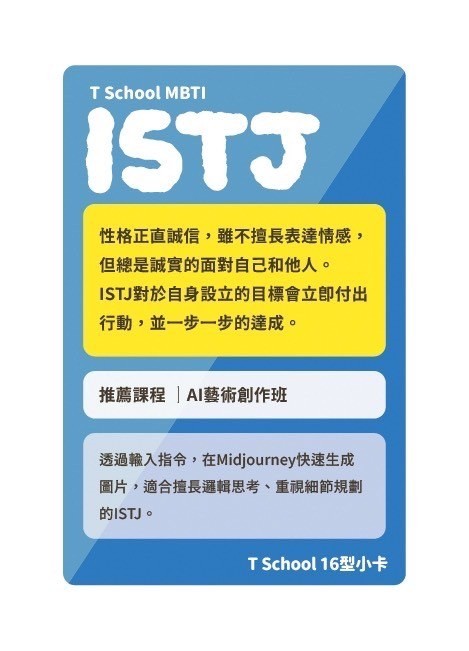 T School MBTI
ISTJ
性格正直誠信，雖不擅長表達情感，
但總是誠實的面對自己和他人。
ISTJ對於自身設立的目標會立即付出
行動，並一步一步的達成。
推薦課程｜AI藝術創作班
透過輸入指令，在Midjourney快速生成
圖片，適合擅長邏輯思考、重視細節規劃
的ISTJ。
T School 16型小卡